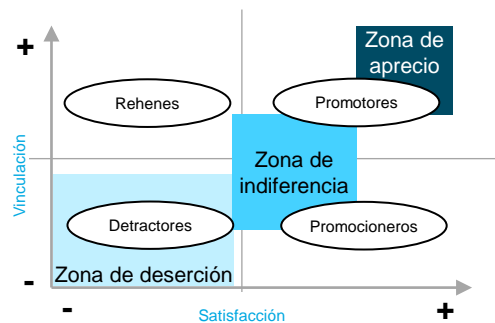 Zona de
aprecio
+
Rehenes
Promotores
Zona de
indiferencia
Vinculación
Detractores
Promocioneros
Zona de deserción
-
-
Satisfacción
+